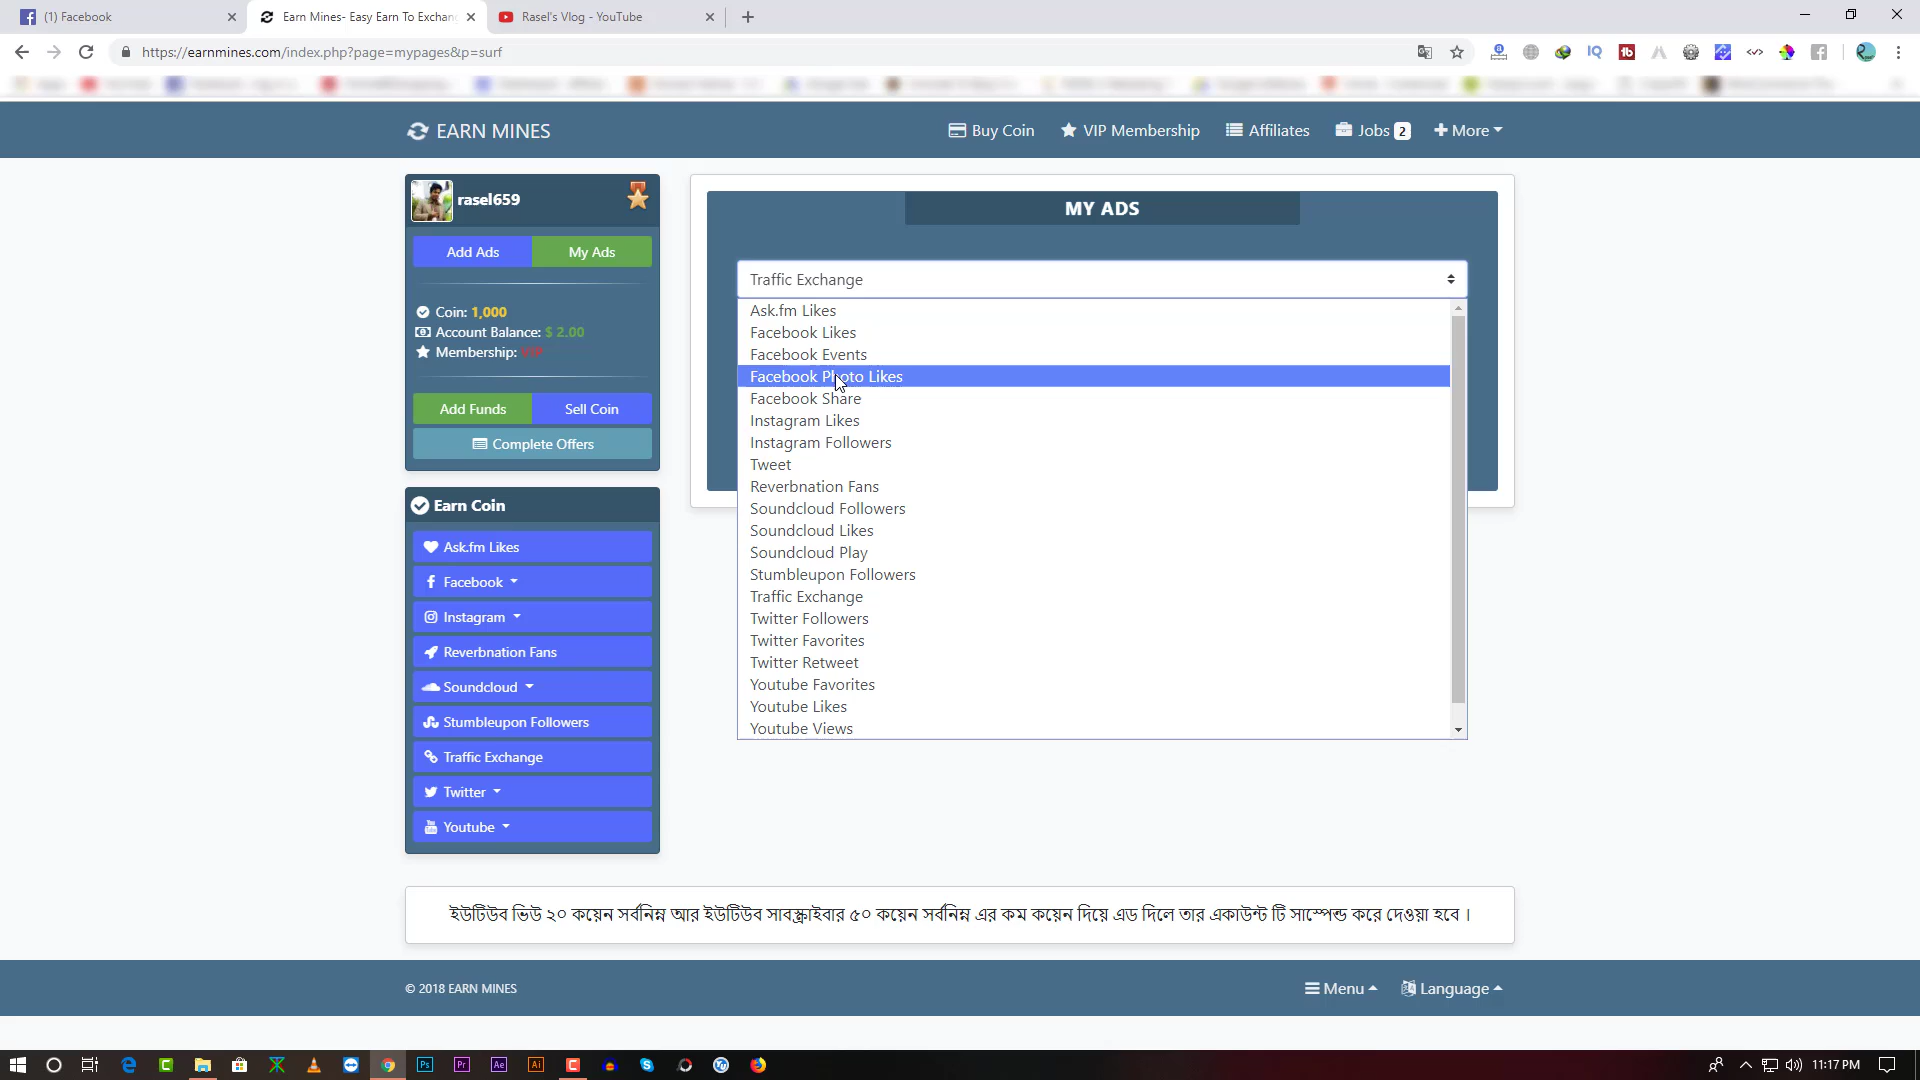 (1) Facebook
Earn Mines- Easy Earn To Exchan
Rasel's Vlog - YouTube
https://earnmines.com/index.php?page=mypages&p=surf
EARN MINES
Buy Coin
VIP Membership
Affiliates
Jobs 2
More
rasel659
Add Ads
My Ads
Coin: 1,000
Account Balance: $ 2.00
Membership: VIP
Add Funds
Sell Coin
Complete Offers
Earn Coin
Ask.fm Likes
Facebook
Instagram
Reverbnation Fans
Soundcloud
Stumbleupon Followers
Traffic Exchange
Twitter
Youtube
MY ADS
Traffic Exchange
Ask.fm Likes
Facebook Likes
Facebook Events
Facebook Photo Likes
Facebook Share
Instagram Likes
Instagram Followers
Tweet
Reverbnation Fans
Soundcloud Followers
Soundcloud Likes
Soundcloud Play
Stumbleupon Followers
Traffic Exchange
Twitter Followers
Twitter Favorites
Twitter Retweet
Youtube Favorites
Youtube Likes
Youtube Views
ইউটিউব ভিউ ২০ কয়েন সর্বনিম্ন আর ইউটিউব সাবস্ক্রাইবার ৫০ কয়েন সর্বনিম্ন এর কম কয়েন দিয়ে এড দিলে তার একাউন্ট টি সাস্পেন্ড করে দেওয়া হবে ।
© 2018 EARN MINES
Menu
Language
11:17 PM